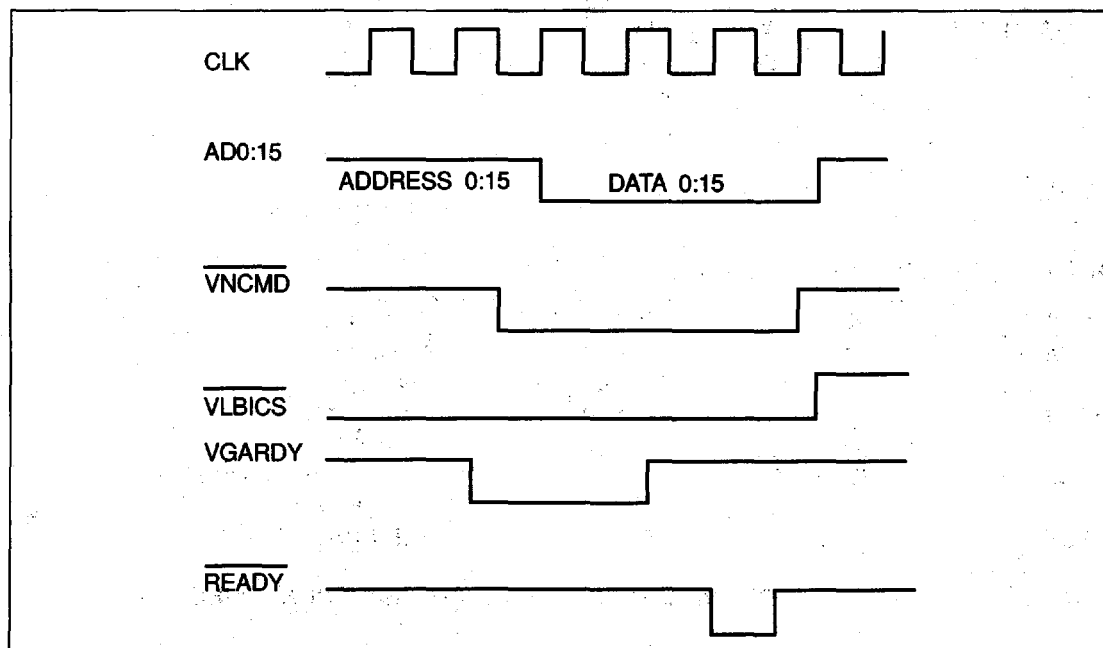 CLK
AD0:15
ADDRESS 0:15 DATA 0:15
VNCMD
VLBICS
VGARDY
READY